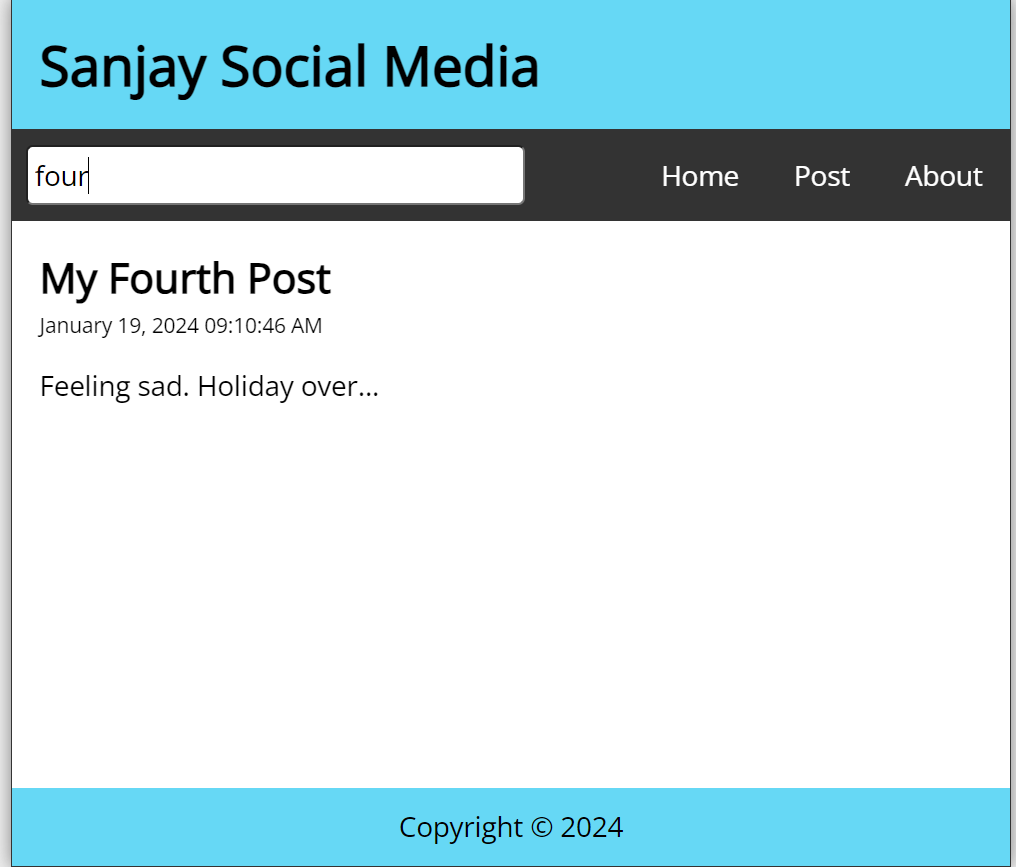 Sanjay Social Media
four Home Post About
My Fourth Post
January 19, 2024 09:10:46 AM
Feeling sad. Holiday over...
Copyright © 2024